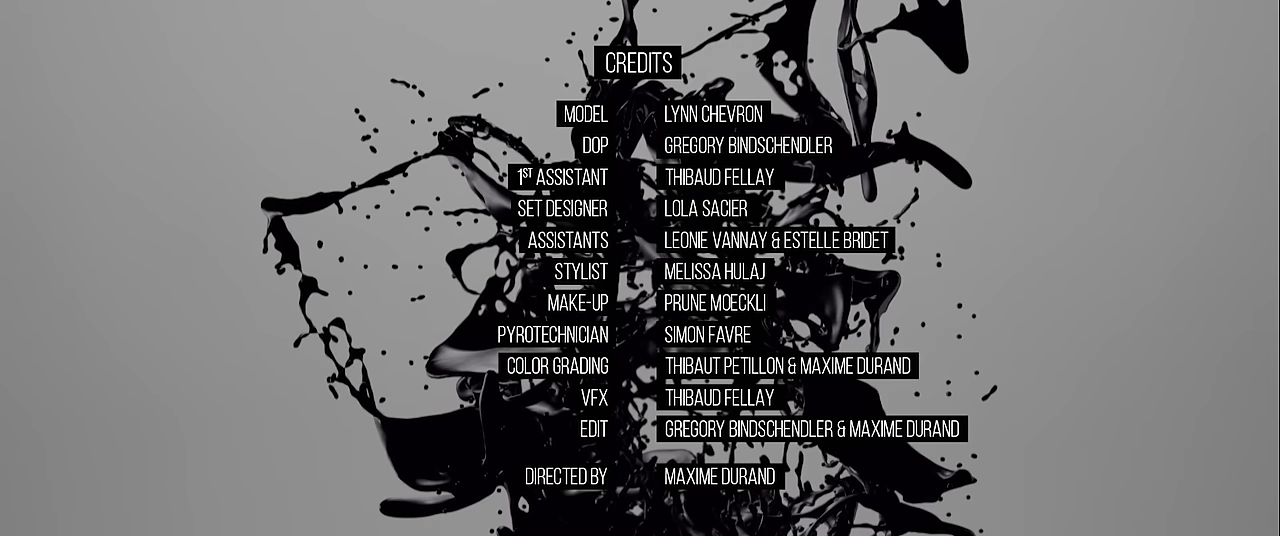 CREDITS
MODEL LYNN CHEVRON
DOP GREGORY BINDSCHENDLER
1ST ASSISTANT THIBAUD FELLAY
SET DESIGNER LOLA SACIER
ASSISTANTS LEONIE VANNAY & ESTELLE BRIDET
STYLIST MELISSA HULAJ
MAKE-UP PRUNE MOECKLI
PYROTECHNICIAN SIMON FAVRE
COLOR GRADING THIBAUT PETILLON & MAXIME DURAND
VFX THIBAUD FELLAY
EDIT GREGORY BINDSCHENDLER & MAXIME DURAND
DIRECTED BY MAXIME DURAND